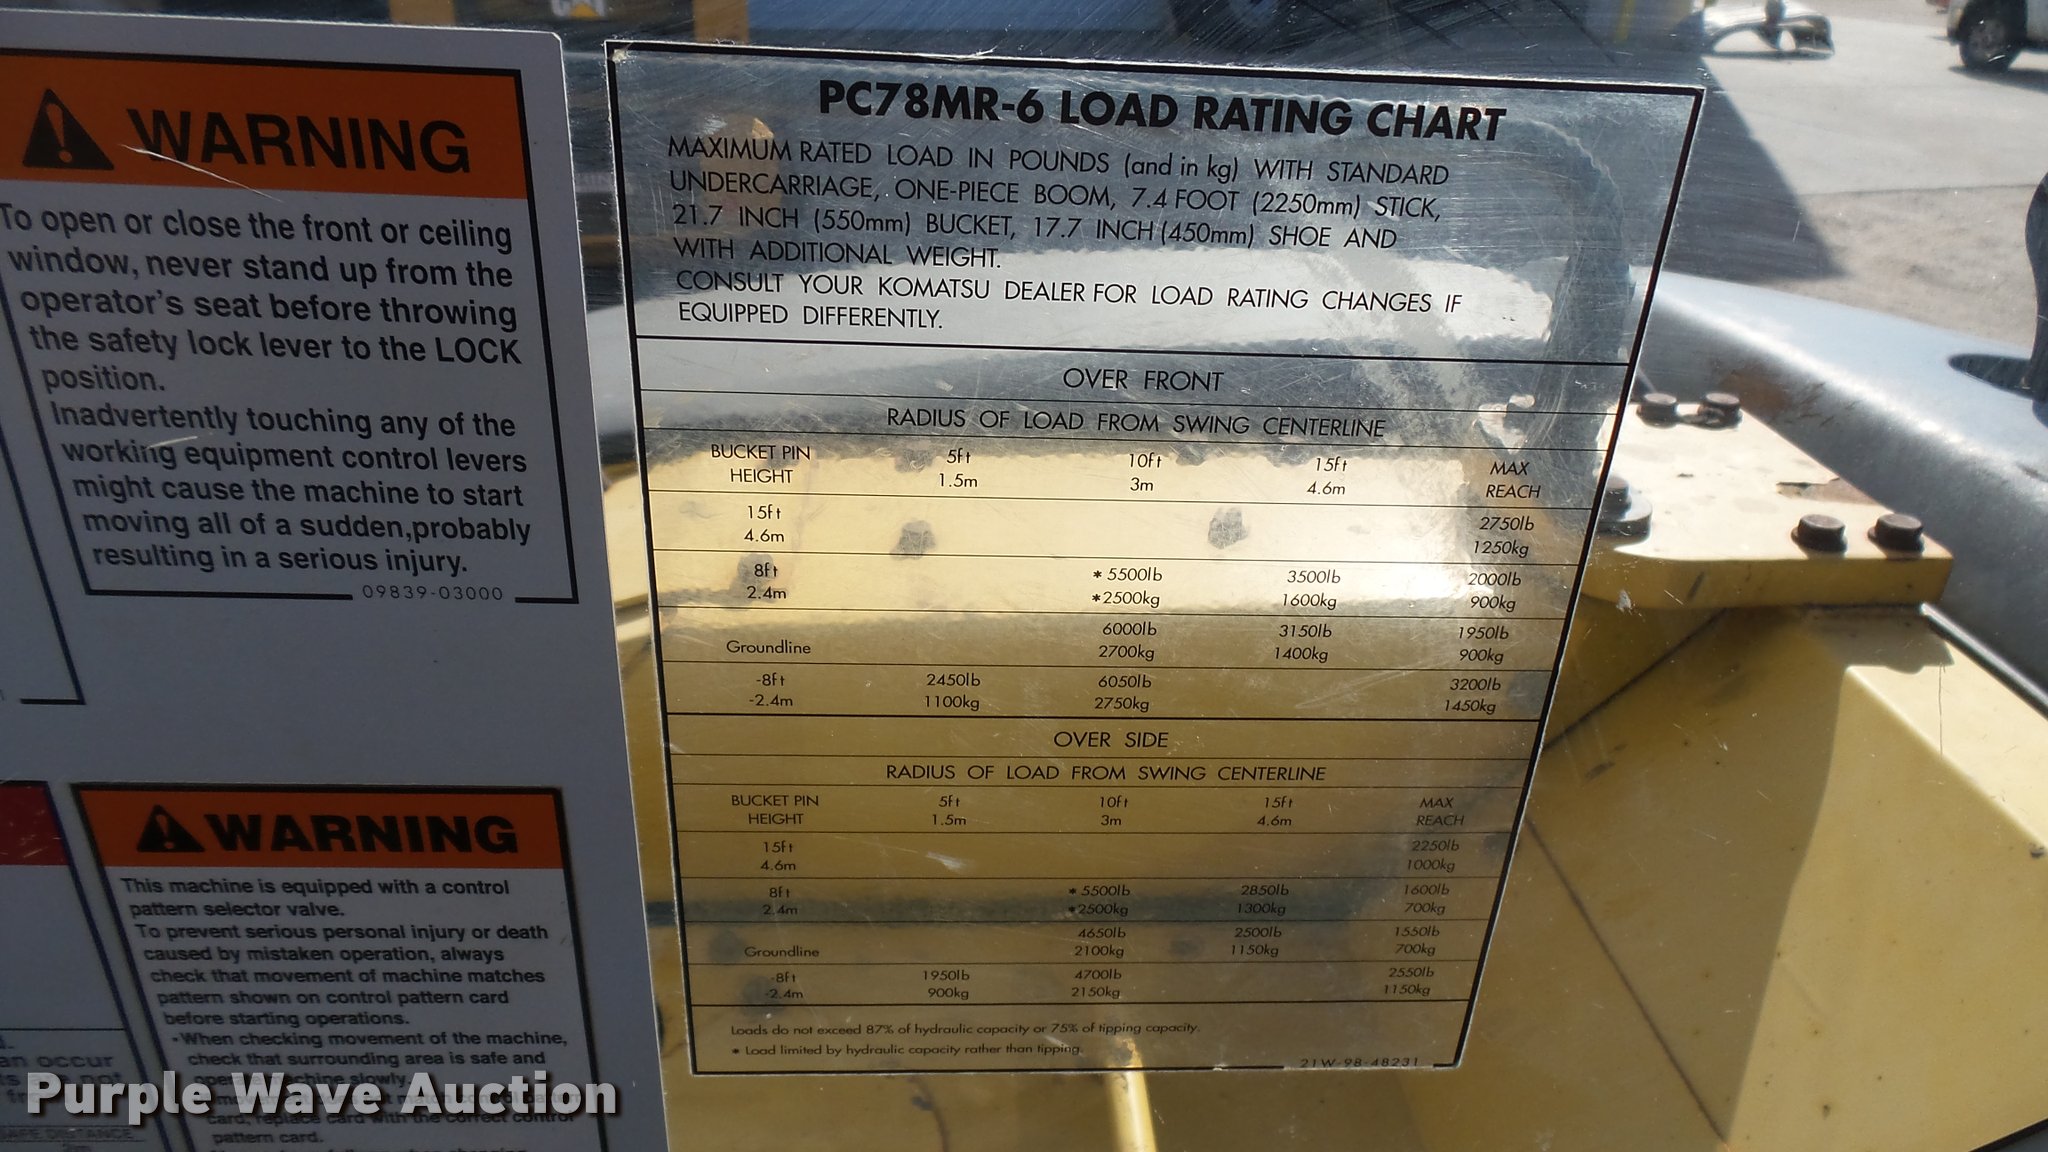 WARNING
To open or close the front or ceiling
window, never stand up from the
operator's seat before throwing
the safety lock lever to the LOCK
position.
Inadvertently touching any of the
working equipment control levers
might cause the machine to start
moving all of a sudden,probably
resulting in a serious injury.
09839-03000
WARNING
This machine is equipped with a control
pattern selector valve.
To prevent serious personal injury or death
caused by mistaken operation, always
check that movement of machine matches
pattern shown on control pattern card
before starting operations.
•When checking movement of the machine,
check that surrounding area is safe and
slowly.
card, replace card with the correct control
pattern card.
occur
not
SAFE DISTANCE
PC78MR-6 LOAD RATING CHART
MAXIMUM RATED LOAD IN POUNDS (and in kg) WITH STANDARD
UNDERCARRIAGE, ONE-PIECE BOOM, 7.4 FOOT (2250mm) STICK,
21.7 INCH (550mm) BUCKET, 17.7 INCH (450mm) SHOE AND
WITH ADDITIONAL WEIGHT.
CONSULT YOUR KOMATSU DEALER FOR LOAD RATING CHANGES IF
EQUIPPED DIFFERENTLY.
OVER FRONT
RADIUS OF LOAD FROM SWING CENTERLINE
BUCKET PIN 5ft 10ft 15ft MAX
HEIGHT 1.5m 3m 4.6m REACH
15ft 2750lb
4.6m 1250kg
8ft *5500lb 3500lb 2000lb
2.4m *2500kg 1600kg 900kg
6000lb 3150lb 1950lb
Groundline 2700kg 1400kg 900kg
-8ft 2450lb 6050lb 3200lb
-2.4m 1100kg 2750kg 1450kg
OVER SIDE
RADIUS OF LOAD FROM SWING CENTERLINE
BUCKET PIN 5ft 10ft 15ft MAX
HEIGHT 1.5m 3m 4.6m REACH
15ft 2250lb
4.6m 1000kg
8ft *5500lb 2850lb 1600lb
2.4m *2500kg 1300kg 700kg
4650lb 2500lb 1550lb
Groundline 2100kg 1150kg 700kg
-8ft 1950lb 4700lb 2550lb
-2.4m 900kg 2150kg 1150kg
Loads do not exceed 87% of hydraulic capacity or 75% of tipping capacity.
* Load limited by hydraulic capacity rather than tipping.
21W-98-48231
Purple Wave Auction